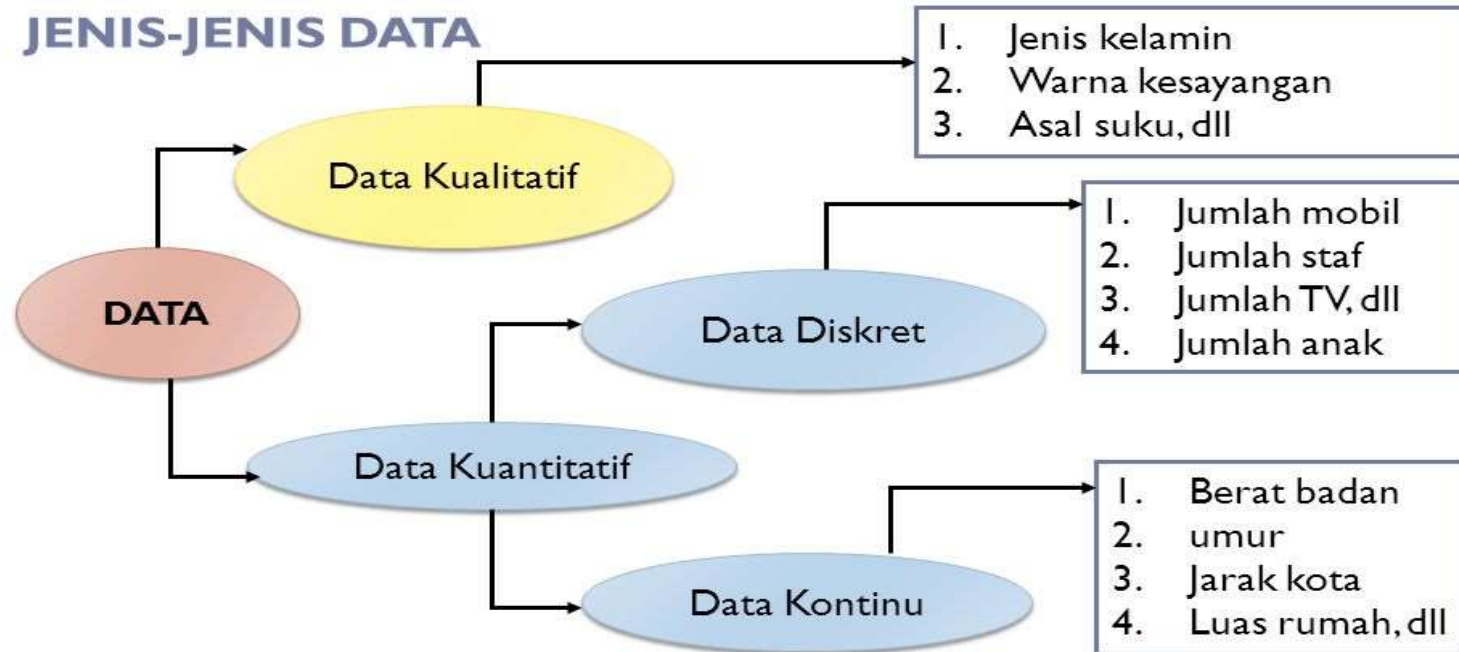 JENIS-JENIS DATA
1. Jenis kelamin
2. Warna kesayangan
3. Asal suku, dll
Data Kualitatif
1. Jumlah mobil
2. Jumlah staf
3. Jumlah TV, dll
4. Jumlah anak
DATA
Data Diskret
Data Kuantitatif
1. Berat badan
2. umur
3. Jarak kota
4. Luas rumah, dll
Data Kontinu